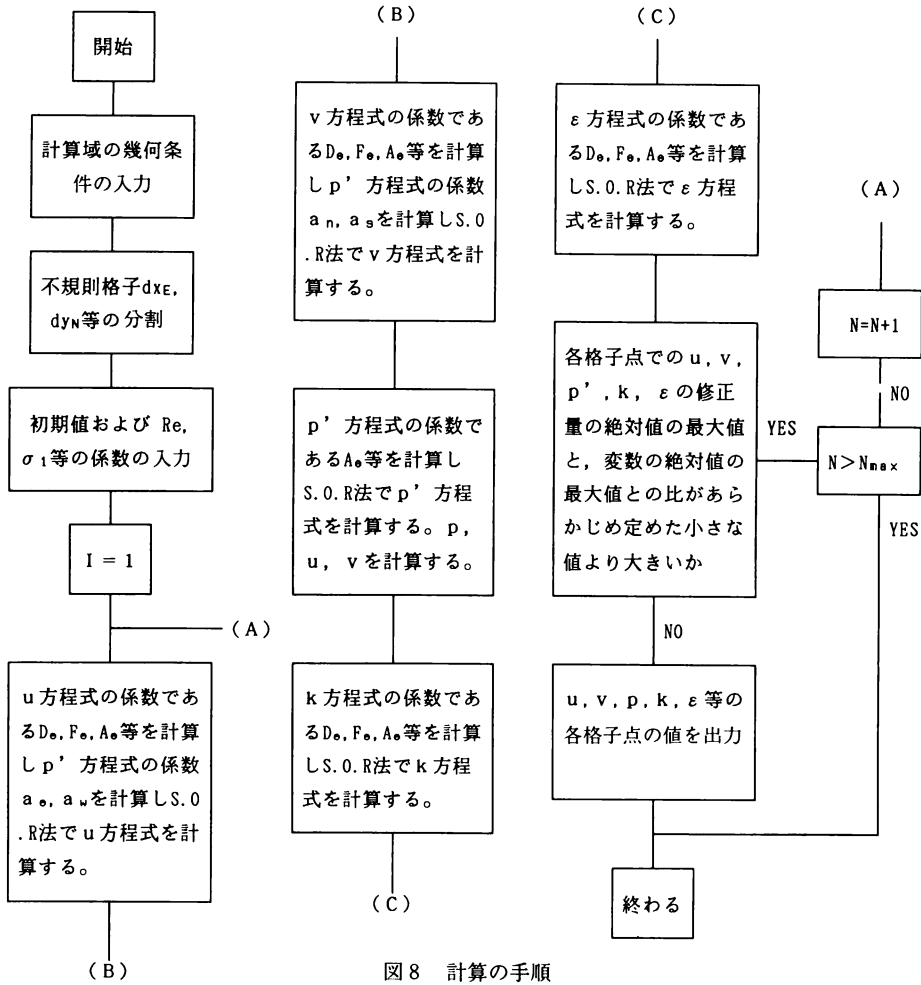 開始
計算域の幾何条
件の入力
不規則格子dxE,
dyN等の分割
初期値および Re,
σ1等の係数の入力
I = 1
(A)
u方程式の係数であ
るDe,Fe,Ae等を計算
しp'方程式の係数
ae,awを計算しS.O
.R法でu方程式を計
算する。
(B)
(B)
v方程式の係数であ
るDe,Fe,Ae等を計算
しp'方程式の係数
an,asを計算しS.O
.R法でv方程式を計
算する。
p'方程式の係数で
あるAe等を計算し
S.O.R法でp'方程
式を計算する。p,
u,vを計算する。
k方程式の係数であ
るDe,Fe,Ae等を計算
しS.O.R法でk方程
式を計算する。
(C)
(C)
ε方程式の係数であ
るDe,Fe,Ae等を計算
しS.O.R法でε方程
式を計算する。
各格子点でのu,v,
p',k,εの修正
量の絶対値の最大値
と,変数の絶対値の
最大値との比があら
かじめ定めた小さな
値より大きいか
YES
NO
u,v,p,k,ε等の
各格子点の値を出力
終わる
(A)
N=N+1
NO
N>Nmax
YES
図8 計算の手順